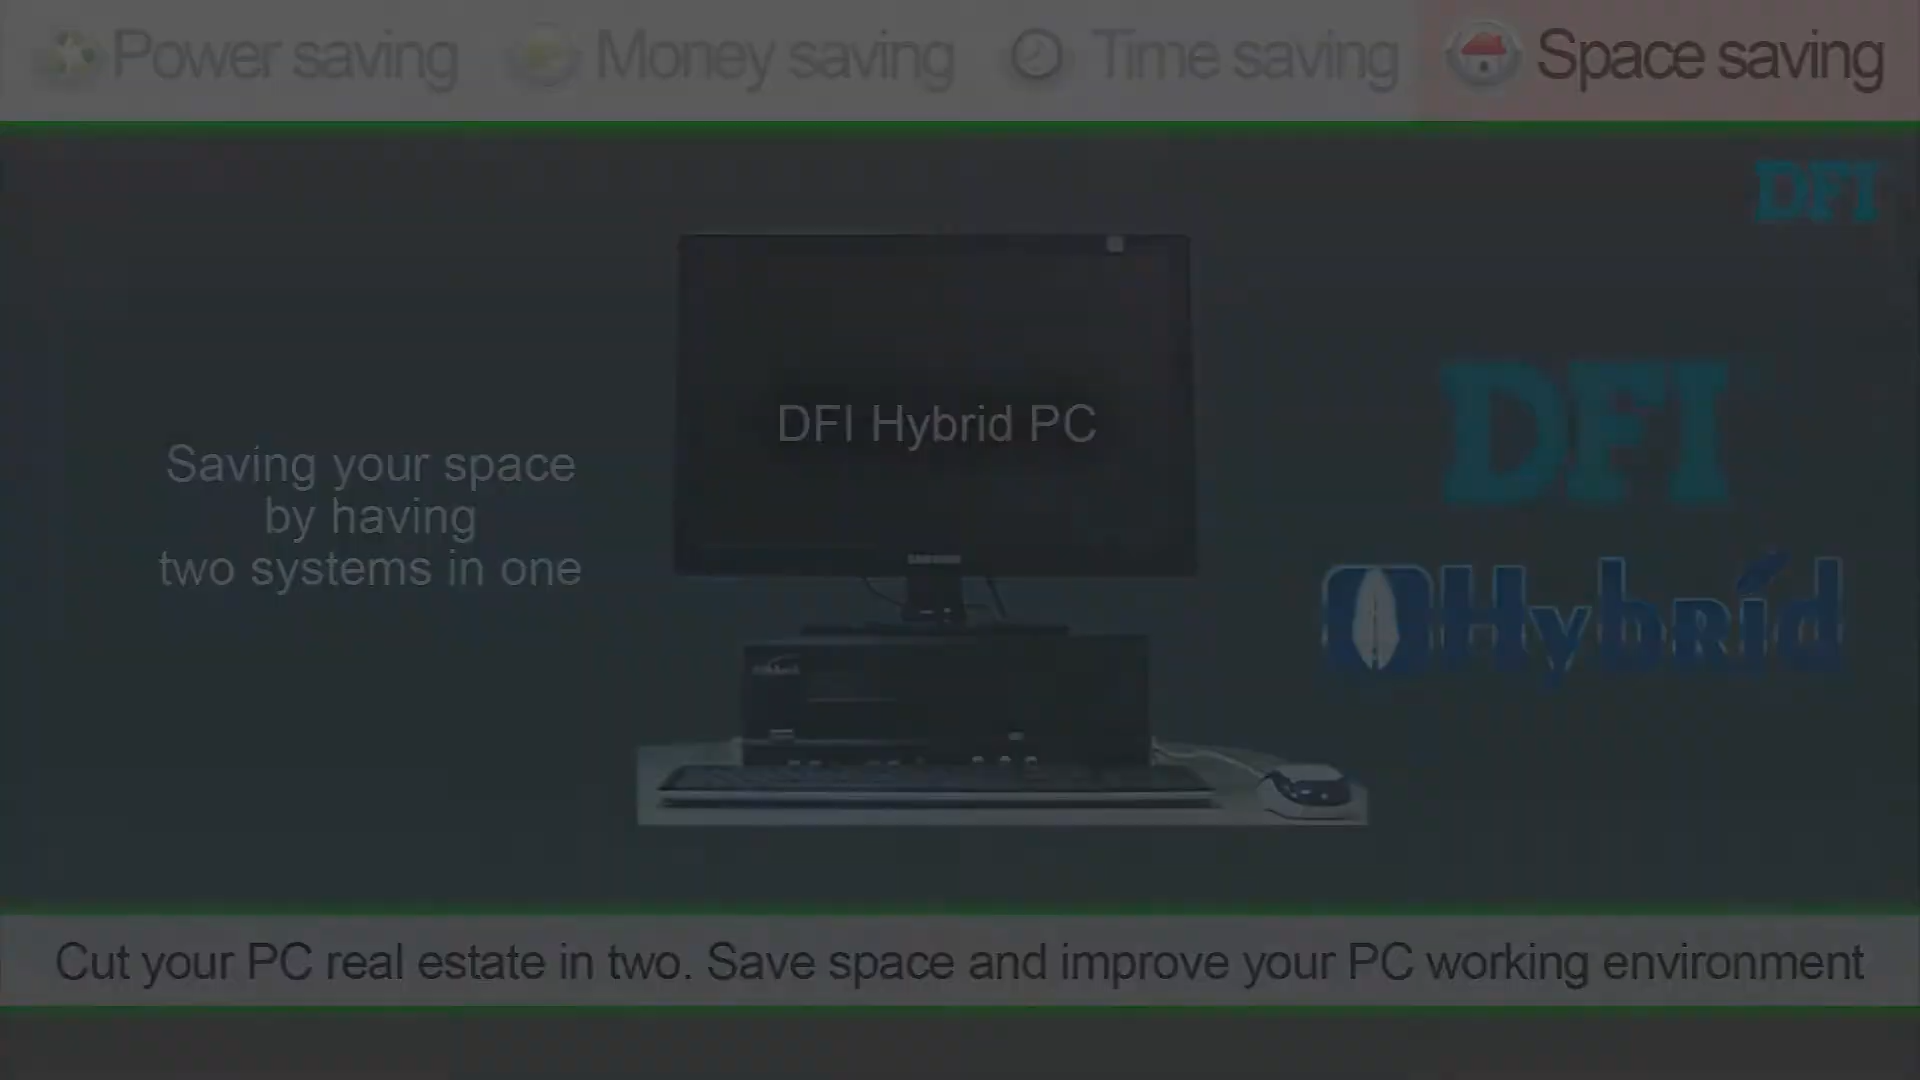 Power saving
Money saving
Time saving
Space saving
DFI
DFI Hybrid PC
Saving your space
by having
two systems in one
DFI
Hybrid
SAMSUNG
Cut your PC real estate in two. Save space and improve your PC working environment